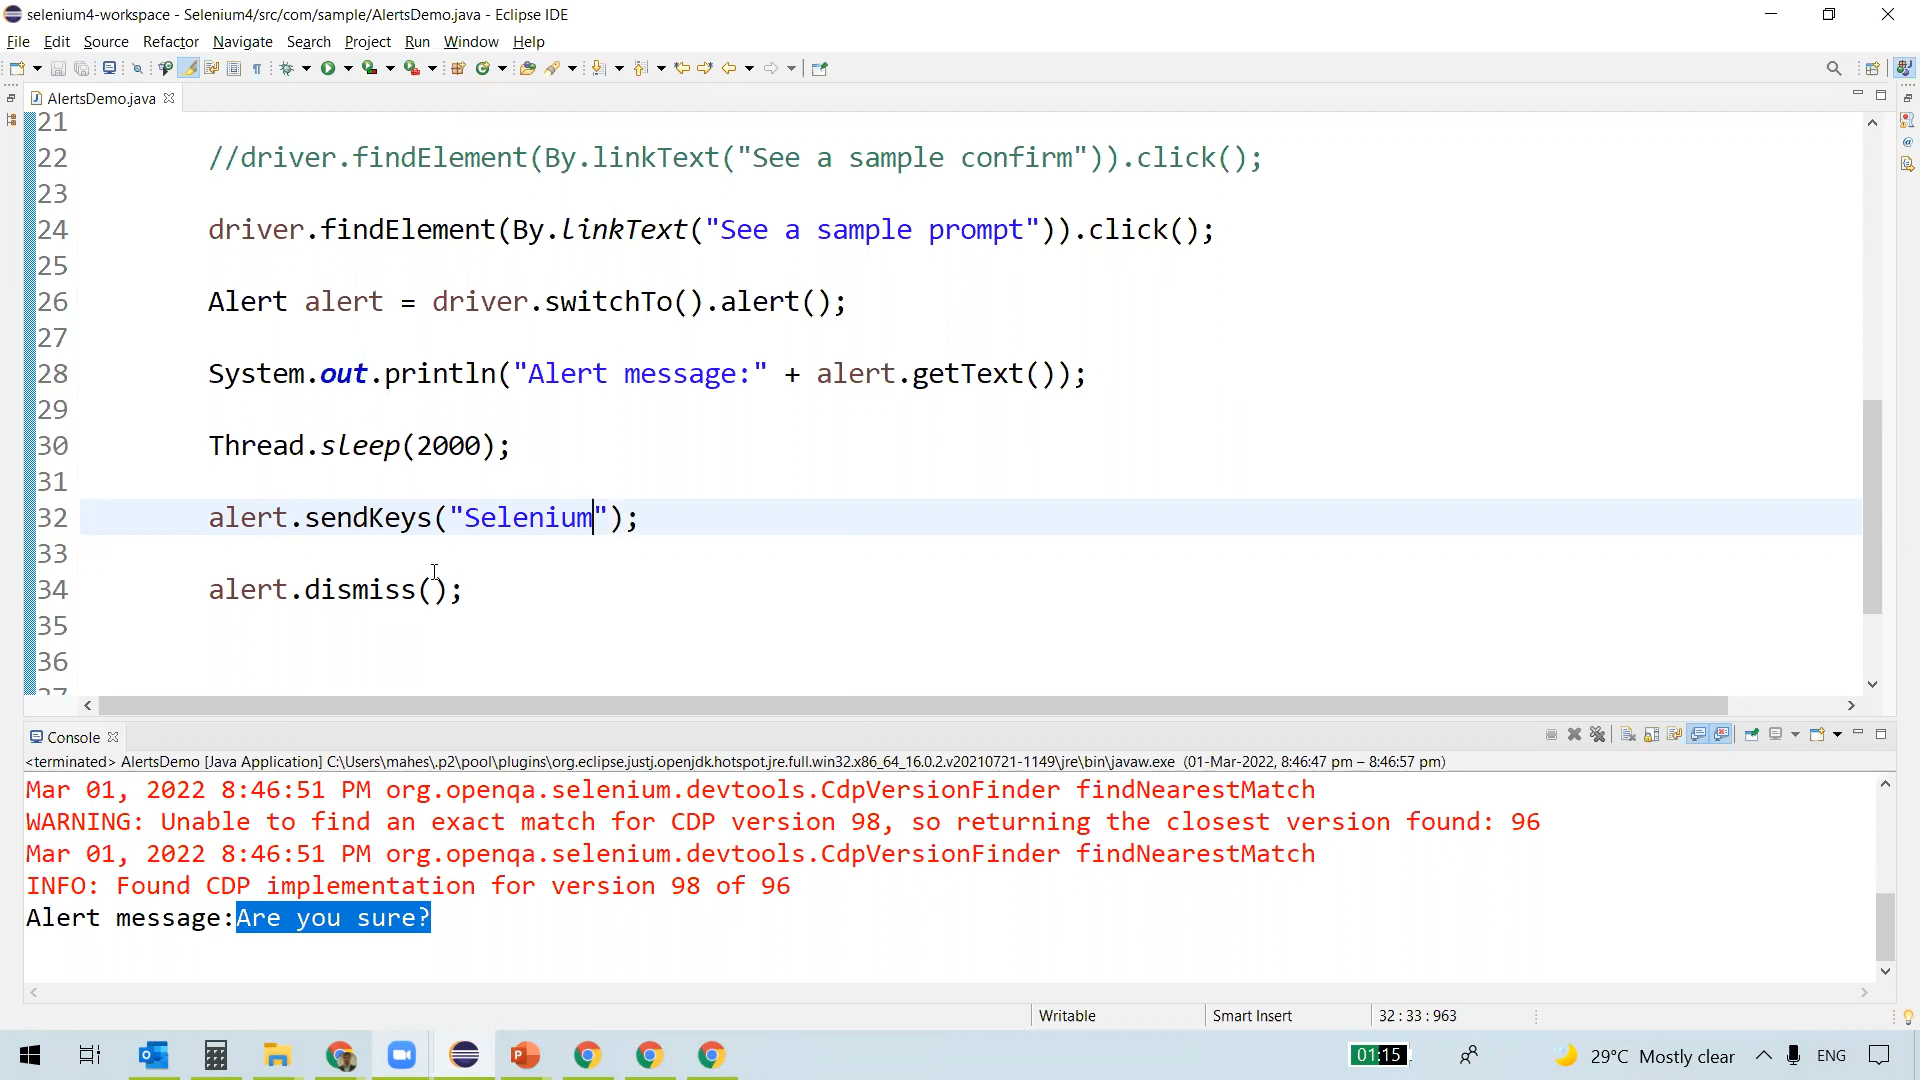 selenium4-workspace - Selenium4/src/com/sample/AlertsDemo.java - Eclipse IDE
File Edit Source Refactor Navigate Search Project Run Window Help
AlertsDemo.java
21
22 //driver.findElement(By.linkText("See a sample confirm")).click();
23
24 driver.findElement(By.linkText("See a sample prompt")).click();
25
26 Alert alert = driver.switchTo().alert();
27
28 System.out.println("Alert message:" + alert.getText());
29
30 Thread.sleep(2000);
31
32 alert.sendKeys("Selenium");
33
34 alert.dismiss();
35
36
37
Console
<terminated> AlertsDemo [Java Application] C:\Users\mahes\.p2\pool\plugins\org.eclipse.justj.openjdk.hotspot.jre.full.win32.x86_64_16.0.2.v20210721-1149\jre\bin\javaw.exe (01-Mar-2022, 8:46:47 pm – 8:46:57 pm)
Mar 01, 2022 8:46:51 PM org.openqa.selenium.devtools.CdpVersionFinder findNearestMatch
WARNING: Unable to find an exact match for CDP version 98, so returning the closest version found: 96
Mar 01, 2022 8:46:51 PM org.openqa.selenium.devtools.CdpVersionFinder findNearestMatch
INFO: Found CDP implementation for version 98 of 96
Alert message:Are you sure?
Writable Smart Insert 32 : 33 : 963
01:15 29°C Mostly clear ENG